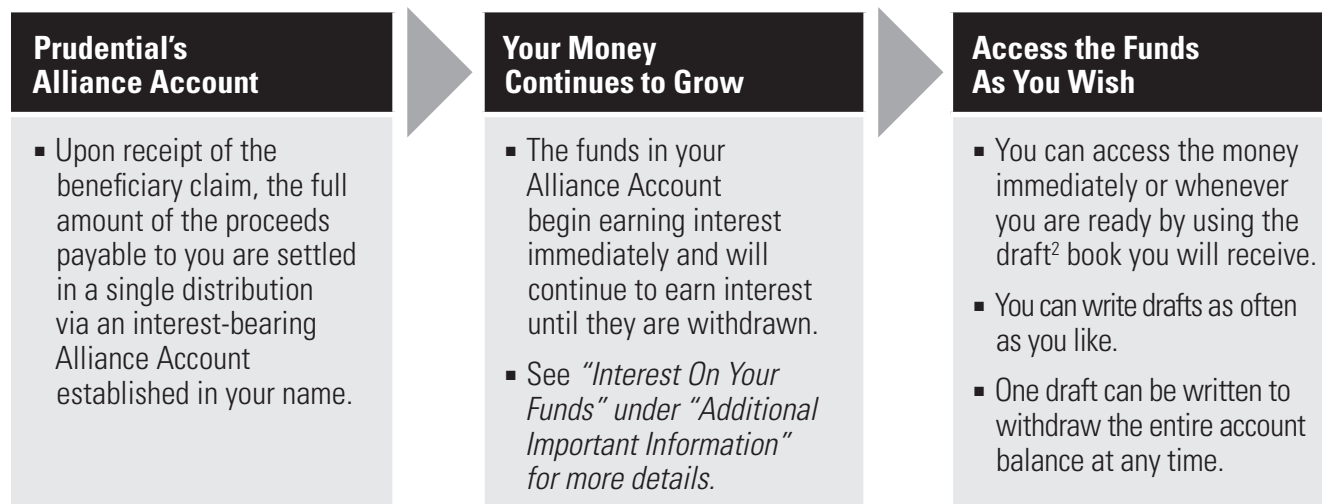 Prudential's
Alliance Account
▪ Upon receipt of the
beneficiary claim, the full
amount of the proceeds
payable to you are settled
in a single distribution
via an interest-bearing
Alliance Account
established in your name.
Your Money
Continues to Grow
▪ The funds in your
Alliance Account
begin earning interest
immediately and will
continue to earn interest
until they are withdrawn.
▪ See “Interest On Your
Funds” under “Additional
Important Information”
for more details.
Access the Funds
As You Wish
▪ You can access the money
immediately or whenever
you are ready by using the
draft² book you will receive.
▪ You can write drafts as often
as you like.
▪ One draft can be written to
withdraw the entire account
balance at any time.